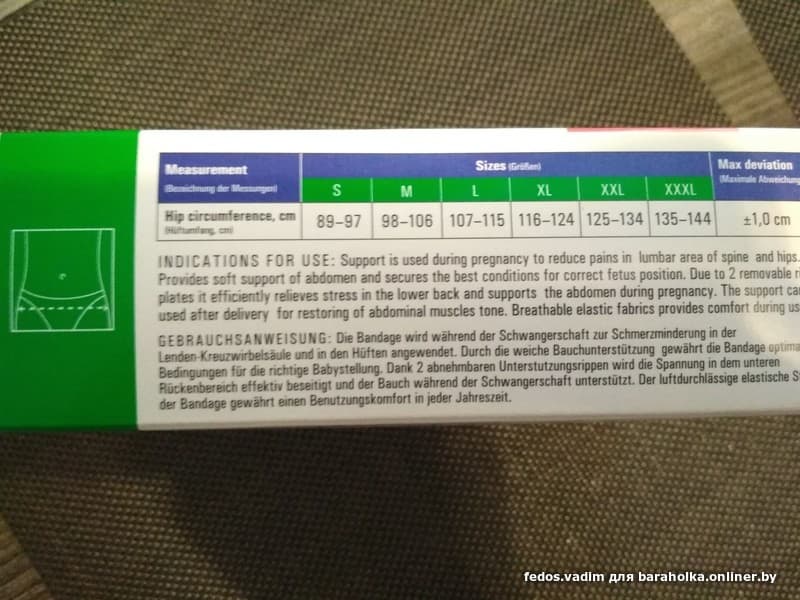 Measurement
(Bezeichnung der Messungen)
Sizes (Größen)
Max deviation
(Maximale Abweichung
S M L XL XXL XXXL
Hip circumference, cm
(Hüftumfang, cm)
89–97 98–106 107–115 116–124 125–134 135–144 ±1,0 cm
INDICATIONS FOR USE: Support is used during pregnancy to reduce pains in lumbar area of spine and hips.
Provides soft support of abdomen and secures the best conditions for correct fetus position. Due to 2 removable
plates it efficiently relieves stress in the lower back and supports the abdomen during pregnancy. The support
used after delivery for restoring of abdominal muscles tone. Breathable elastic fabrics provides comfort during
GEBRAUCHSANWEISUNG: Die Bandage wird während der Schwangerschaft zur Schmerzminderung in der
Lenden-Kreuzwirbelsäule und in den Hüften angewendet. Durch die weiche Bauchunterstützung gewährt die Bandage
Bedingungen für die richtige Babystellung. Dank 2 abnehmbaren Unterstutzungsrippen wird die Spannung in dem unteren
Rückenbereich effektiv beseitigt und der Bauch während der Schwangerschaft unterstützt. Der luftdurchlässige elastische
der Bandage gewährt einen Benutzungskomfort in jeder Jahreszeit.
fedos.vadim для baraholka.onliner.by